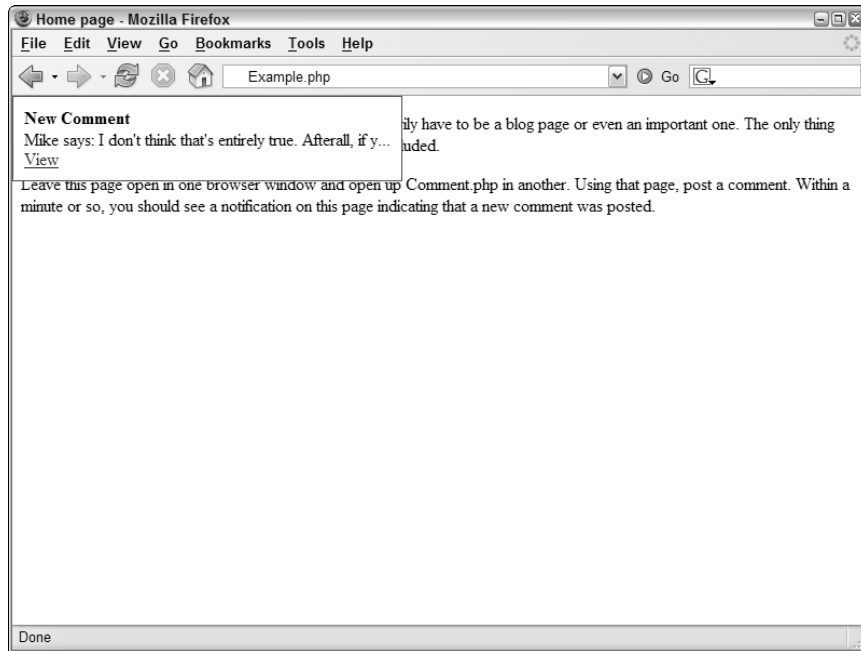 Home page - Mozilla Firefox
File Edit View Go Bookmarks Tools Help
Example.php Go G
New Comment
Mike says: I don't think that's entirely true. Afterall, if y...
View
ily have to be a blog page or even an important one. The only thing
uded.
Leave this page open in one browser window and open up Comment.php in another. Using that page, post a comment. Within a
minute or so, you should see a notification on this page indicating that a new comment was posted.
Done